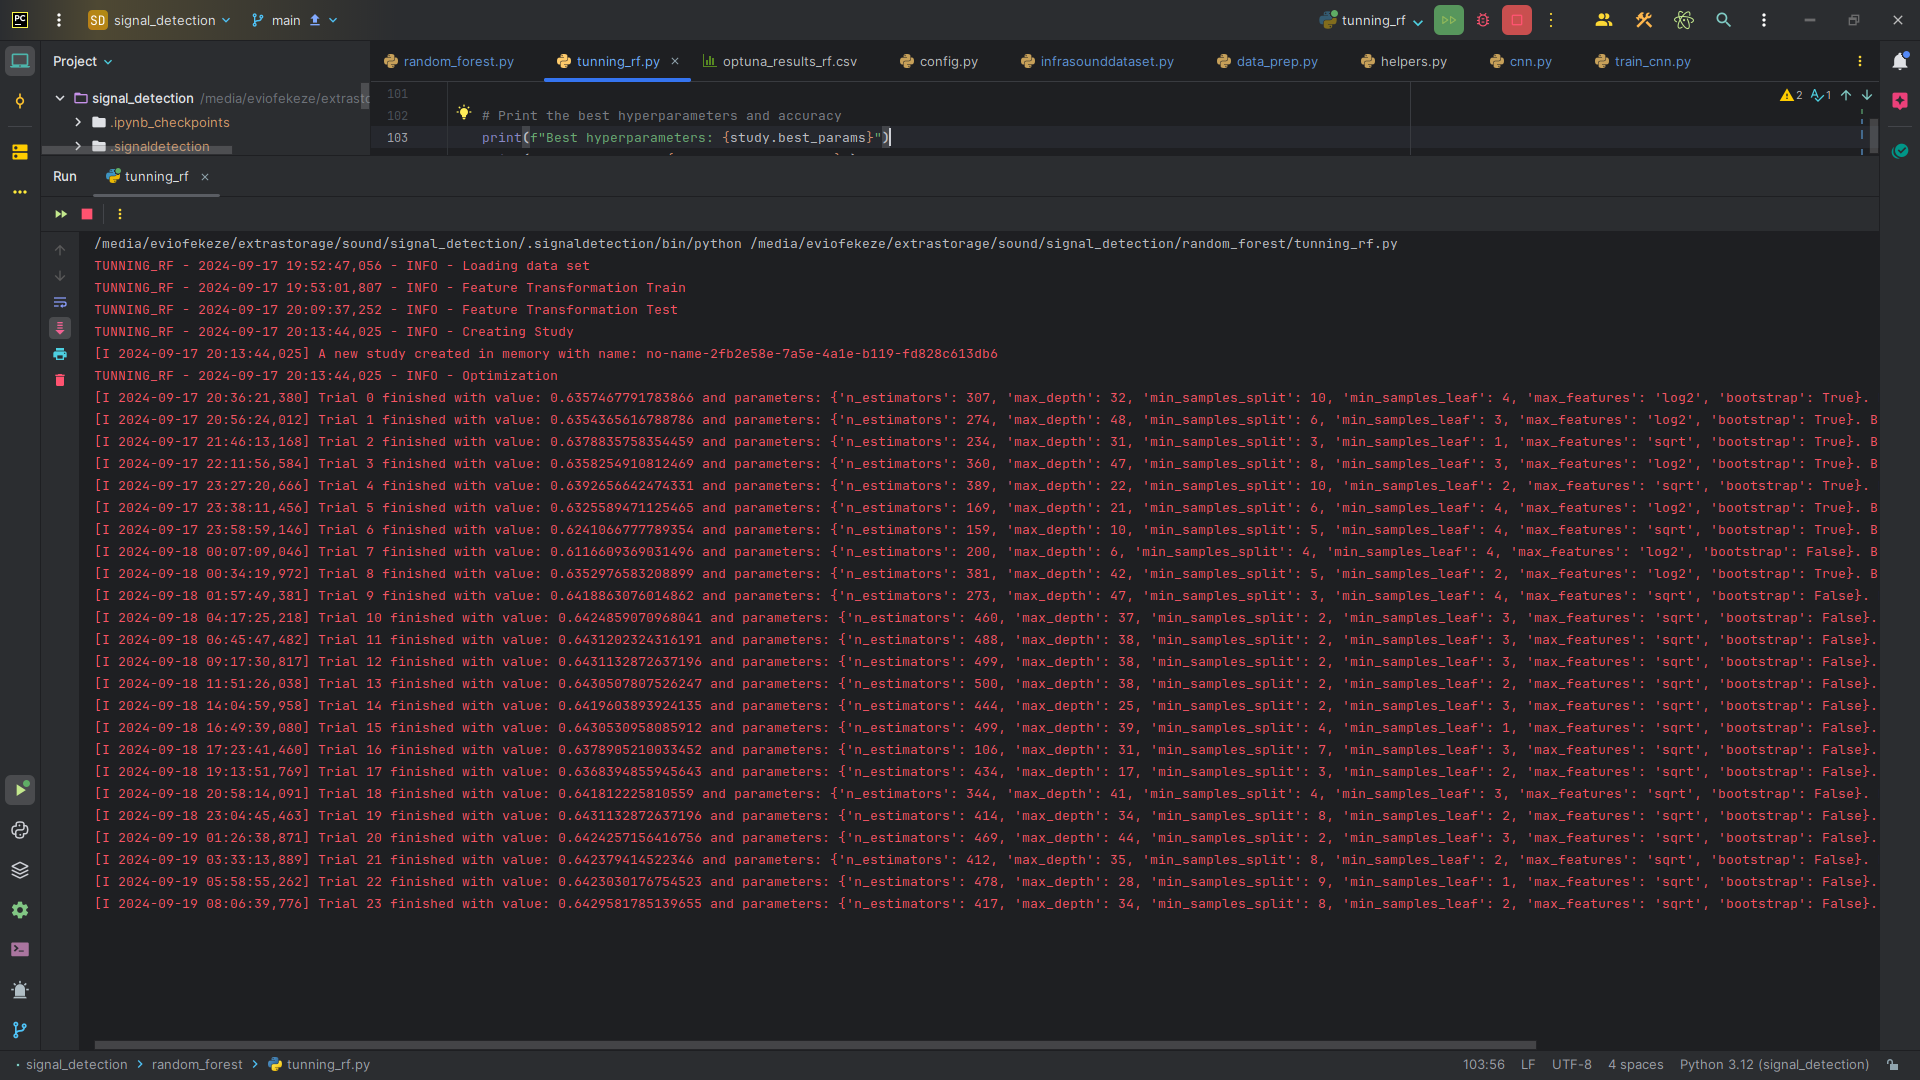 PC
SD signal_detection main
tunning_rf
Project
random_forest.py tunning_rf.py optuna_results_rf.csv config.py infrasounddataset.py data_prep.py helpers.py cnn.py train_cnn.py
signal_detection /media/eviofekeze/extrasto
.ipynb_checkpoints
.signaldetection
101
102 # Print the best hyperparameters and accuracy
103 print(f"Best hyperparameters: {study.best_params}")
2 1
Run tunning_rf
/media/eviofekeze/extrastorage/sound/signal_detection/.signaldetection/bin/python /media/eviofekeze/extrastorage/sound/signal_detection/random_forest/tunning_rf.py
TUNNING_RF - 2024-09-17 19:52:47,056 - INFO - Loading data set
TUNNING_RF - 2024-09-17 19:53:01,807 - INFO - Feature Transformation Train
TUNNING_RF - 2024-09-17 20:09:37,252 - INFO - Feature Transformation Test
TUNNING_RF - 2024-09-17 20:13:44,025 - INFO - Creating Study
[I 2024-09-17 20:13:44,025] A new study created in memory with name: no-name-2fb2e58e-7a5e-4a1e-b119-fd828c613db6
TUNNING_RF - 2024-09-17 20:13:44,025 - INFO - Optimization
[I 2024-09-17 20:36:21,380] Trial 0 finished with value: 0.6357467791783866 and parameters: {'n_estimators': 307, 'max_depth': 32, 'min_samples_split': 10, 'min_samples_leaf': 4, 'max_features': 'log2', 'bootstrap': True}.
[I 2024-09-17 20:56:24,012] Trial 1 finished with value: 0.6354365616788786 and parameters: {'n_estimators': 274, 'max_depth': 48, 'min_samples_split': 6, 'min_samples_leaf': 3, 'max_features': 'log2', 'bootstrap': True}. B
[I 2024-09-17 21:46:13,168] Trial 2 finished with value: 0.6378835758354459 and parameters: {'n_estimators': 234, 'max_depth': 31, 'min_samples_split': 3, 'min_samples_leaf': 1, 'max_features': 'sqrt', 'bootstrap': True}. B
[I 2024-09-17 22:11:56,584] Trial 3 finished with value: 0.6358254910812469 and parameters: {'n_estimators': 360, 'max_depth': 47, 'min_samples_split': 8, 'min_samples_leaf': 3, 'max_features': 'log2', 'bootstrap': True}. B
[I 2024-09-17 23:27:20,666] Trial 4 finished with value: 0.6392656642474331 and parameters: {'n_estimators': 389, 'max_depth': 22, 'min_samples_split': 10, 'min_samples_leaf': 2, 'max_features': 'sqrt', 'bootstrap': True}.
[I 2024-09-17 23:38:11,456] Trial 5 finished with value: 0.6325589471125465 and parameters: {'n_estimators': 169, 'max_depth': 21, 'min_samples_split': 6, 'min_samples_leaf': 4, 'max_features': 'log2', 'bootstrap': True}. B
[I 2024-09-17 23:58:59,146] Trial 6 finished with value: 0.6241066777789354 and parameters: {'n_estimators': 159, 'max_depth': 10, 'min_samples_split': 5, 'min_samples_leaf': 4, 'max_features': 'sqrt', 'bootstrap': True}. B
[I 2024-09-18 00:07:09,046] Trial 7 finished with value: 0.6116609369031496 and parameters: {'n_estimators': 200, 'max_depth': 6, 'min_samples_split': 4, 'min_samples_leaf': 4, 'max_features': 'log2', 'bootstrap': False}. B
[I 2024-09-18 00:34:19,972] Trial 8 finished with value: 0.6352976583208899 and parameters: {'n_estimators': 381, 'max_depth': 42, 'min_samples_split': 5, 'min_samples_leaf': 2, 'max_features': 'log2', 'bootstrap': True}. B
[I 2024-09-18 01:57:49,381] Trial 9 finished with value: 0.6418863076014862 and parameters: {'n_estimators': 273, 'max_depth': 47, 'min_samples_split': 3, 'min_samples_leaf': 4, 'max_features': 'sqrt', 'bootstrap': False}.
[I 2024-09-18 04:17:25,218] Trial 10 finished with value: 0.6424859070968041 and parameters: {'n_estimators': 460, 'max_depth': 37, 'min_samples_split': 2, 'min_samples_leaf': 3, 'max_features': 'sqrt', 'bootstrap': False}.
[I 2024-09-18 06:45:47,482] Trial 11 finished with value: 0.6431202324316191 and parameters: {'n_estimators': 488, 'max_depth': 38, 'min_samples_split': 2, 'min_samples_leaf': 3, 'max_features': 'sqrt', 'bootstrap': False}.
[I 2024-09-18 09:17:30,817] Trial 12 finished with value: 0.6431132872637196 and parameters: {'n_estimators': 499, 'max_depth': 38, 'min_samples_split': 2, 'min_samples_leaf': 3, 'max_features': 'sqrt', 'bootstrap': False}.
[I 2024-09-18 11:51:26,038] Trial 13 finished with value: 0.6430507807526247 and parameters: {'n_estimators': 500, 'max_depth': 38, 'min_samples_split': 2, 'min_samples_leaf': 2, 'max_features': 'sqrt', 'bootstrap': False}.
[I 2024-09-18 14:04:59,958] Trial 14 finished with value: 0.6419603893924135 and parameters: {'n_estimators': 444, 'max_depth': 25, 'min_samples_split': 2, 'min_samples_leaf': 3, 'max_features': 'sqrt', 'bootstrap': False}.
[I 2024-09-18 16:49:39,080] Trial 15 finished with value: 0.6430530958085912 and parameters: {'n_estimators': 499, 'max_depth': 39, 'min_samples_split': 4, 'min_samples_leaf': 1, 'max_features': 'sqrt', 'bootstrap': False}.
[I 2024-09-18 17:23:41,460] Trial 16 finished with value: 0.6378905210033452 and parameters: {'n_estimators': 106, 'max_depth': 31, 'min_samples_split': 7, 'min_samples_leaf': 3, 'max_features': 'sqrt', 'bootstrap': False}.
[I 2024-09-18 19:13:51,769] Trial 17 finished with value: 0.6368394855945643 and parameters: {'n_estimators': 434, 'max_depth': 17, 'min_samples_split': 3, 'min_samples_leaf': 2, 'max_features': 'sqrt', 'bootstrap': False}.
[I 2024-09-18 20:58:14,091] Trial 18 finished with value: 0.641812225810559 and parameters: {'n_estimators': 344, 'max_depth': 41, 'min_samples_split': 4, 'min_samples_leaf': 3, 'max_features': 'sqrt', 'bootstrap': False}.
[I 2024-09-18 23:04:45,463] Trial 19 finished with value: 0.6431132872637196 and parameters: {'n_estimators': 414, 'max_depth': 34, 'min_samples_split': 8, 'min_samples_leaf': 2, 'max_features': 'sqrt', 'bootstrap': False}.
[I 2024-09-19 01:26:38,871] Trial 20 finished with value: 0.6424257156416756 and parameters: {'n_estimators': 469, 'max_depth': 44, 'min_samples_split': 2, 'min_samples_leaf': 3, 'max_features': 'sqrt', 'bootstrap': False}.
[I 2024-09-19 03:33:13,889] Trial 21 finished with value: 0.642379414522346 and parameters: {'n_estimators': 412, 'max_depth': 35, 'min_samples_split': 8, 'min_samples_leaf': 2, 'max_features': 'sqrt', 'bootstrap': False}.
[I 2024-09-19 05:58:55,262] Trial 22 finished with value: 0.6423030176754523 and parameters: {'n_estimators': 478, 'max_depth': 28, 'min_samples_split': 9, 'min_samples_leaf': 1, 'max_features': 'sqrt', 'bootstrap': False}.
[I 2024-09-19 08:06:39,776] Trial 23 finished with value: 0.6429581785139655 and parameters: {'n_estimators': 417, 'max_depth': 34, 'min_samples_split': 8, 'min_samples_leaf': 2, 'max_features': 'sqrt', 'bootstrap': False}.
signal_detection random_forest tunning_rf.py 103:56 LF UTF-8 4 spaces Python 3.12 (signal_detection)